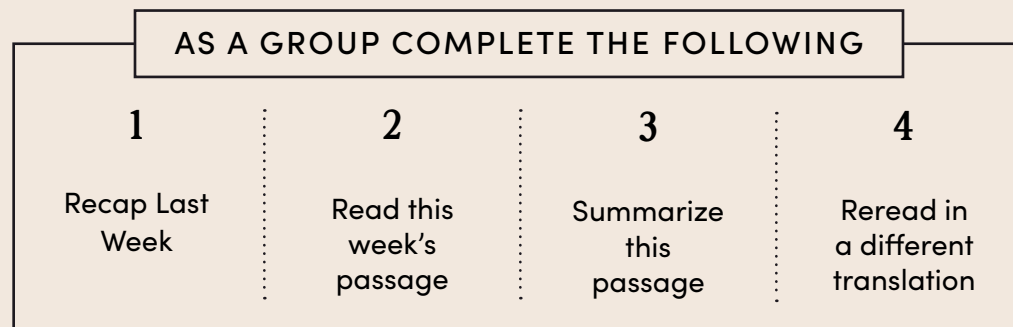 AS A GROUP COMPLETE THE FOLLOWING
1
Recap Last
Week
2
Read this
week’s
passage
3
Summarize
this
passage
4
Reread in
a different
translation